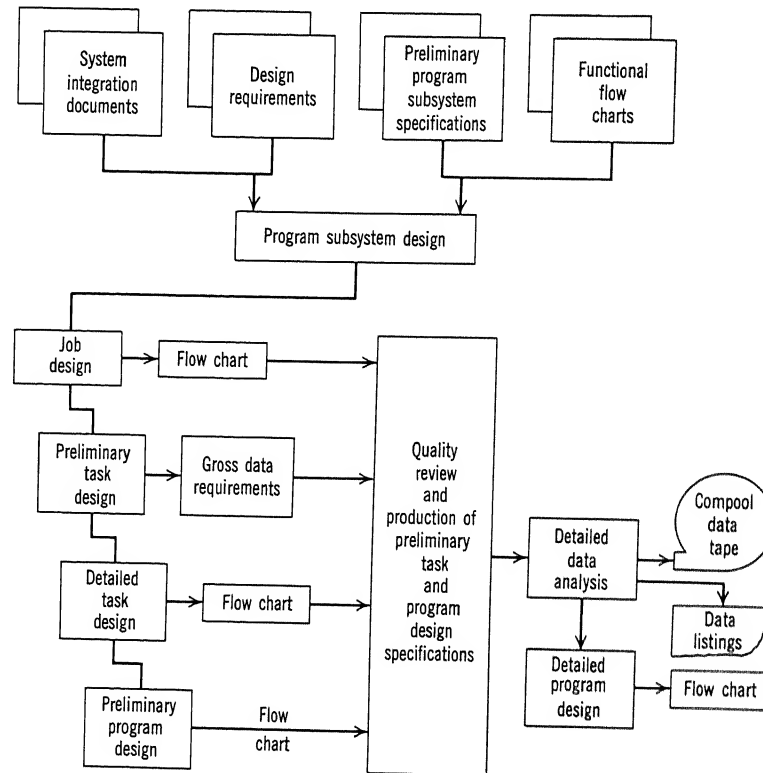 System
integration
documents
Design
requirements
Preliminary
program
subsystem
specifications
Functional
flow
charts
Program subsystem design
Job
design
Flow chart
Preliminary
task
design
Gross data
requirements
Detailed
task
design
Flow chart
Preliminary
program
design
Flow
chart
Quality
review
and
production of
preliminary
task
and
program
design
specifications
Detailed
data
analysis
Compool
data
tape
Data
listings
Detailed
program
design
Flow chart